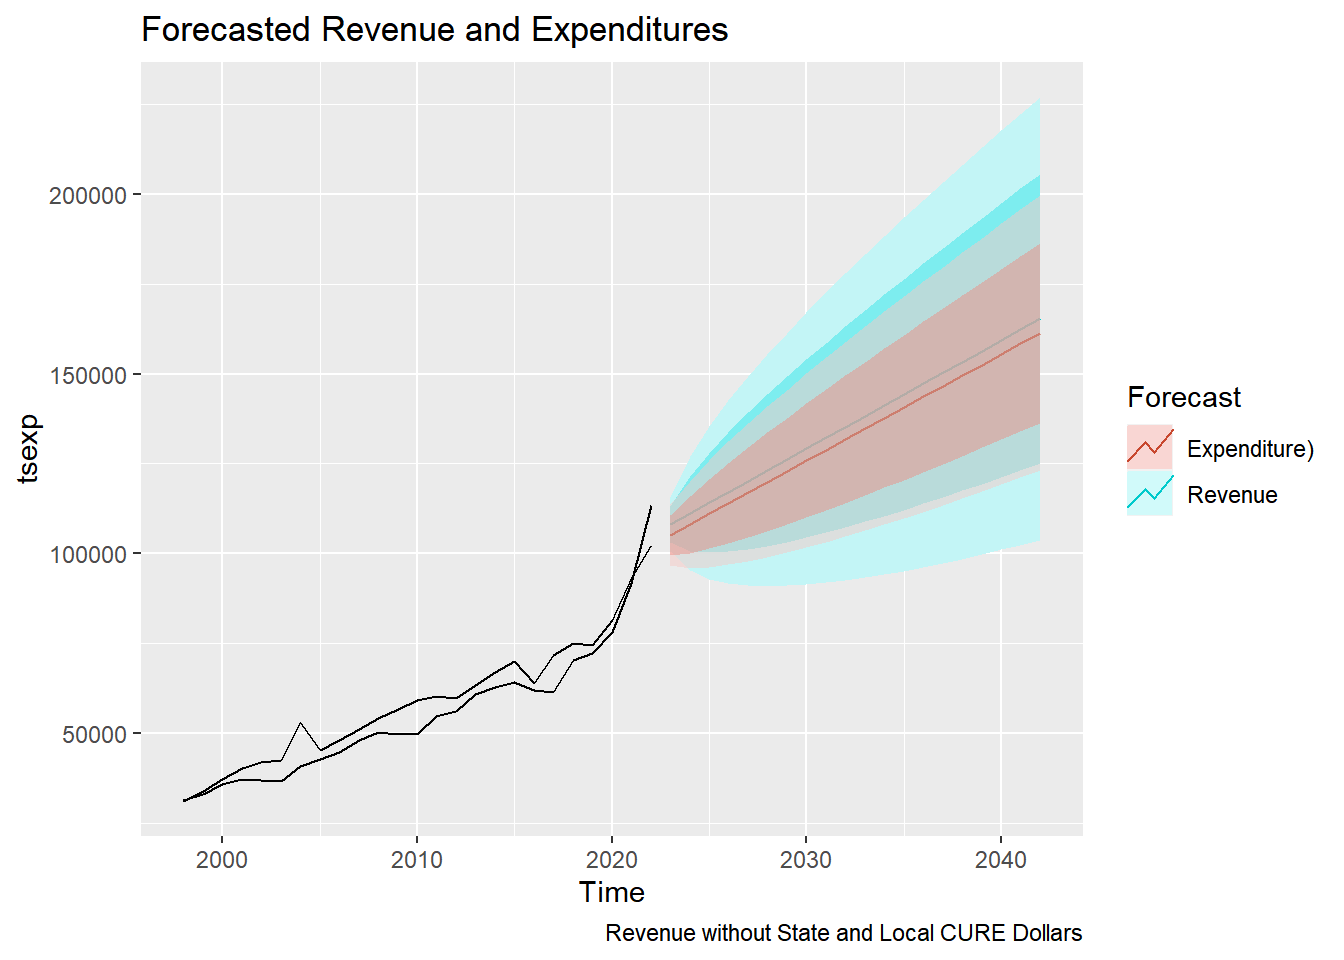 Forecasted Revenue and Expenditures
200000
150000
100000
50000
tsexp
2000
2010
2020
2030
2040
Time
Forecast
Expenditure)
Revenue
Revenue without State and Local CURE Dollars